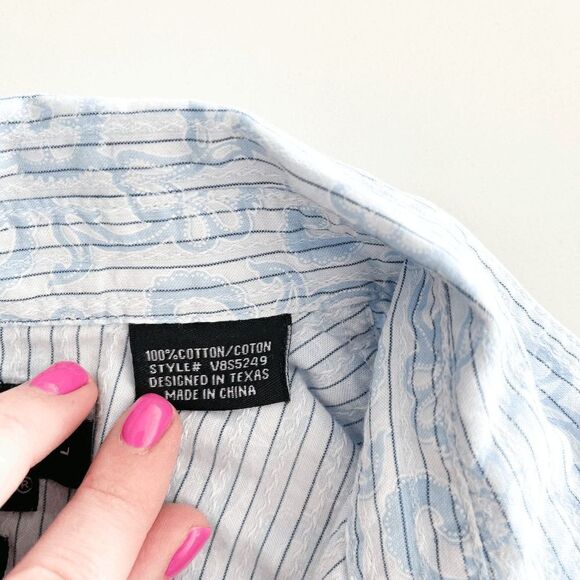 100%COTTON/COTON
STYLE# V8S5249
DESIGNED IN TEXAS
MADE IN CHINA
L
®